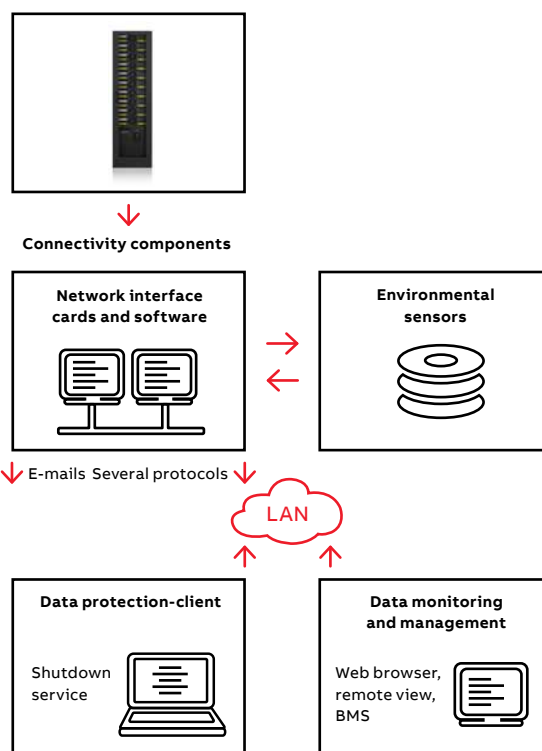 Connectivity components
Network interface
cards and software
Environmental
sensors
E-mails Several protocols
LAN
Data protection-client
Shutdown
service
Data monitoring
and management
Web browser,
remote view,
BMS